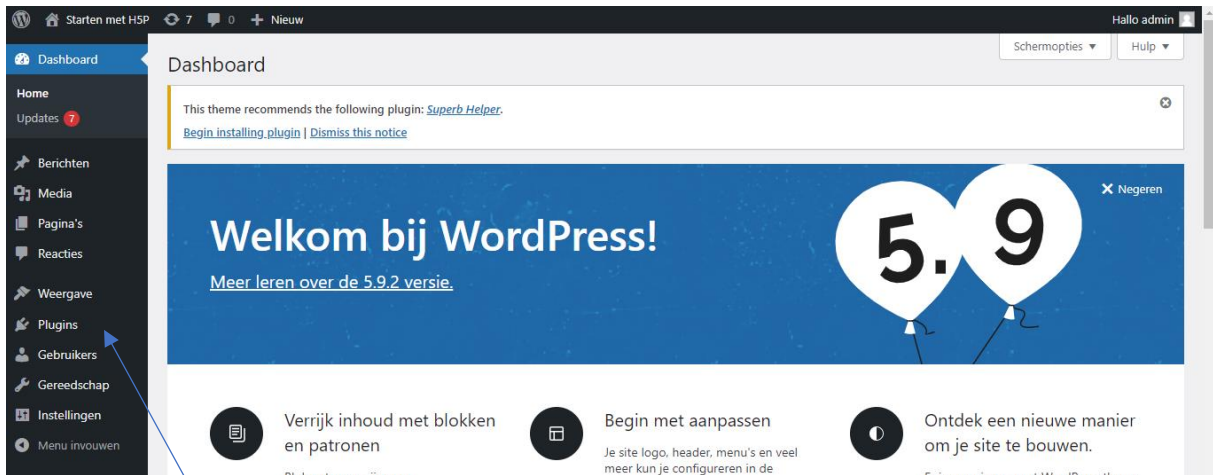 Starten met H5P 7 0 + Nieuw Hallo admin
Schermopties ▼ Hulp ▼
Dashboard
Home
Updates 7
Berichten
Media
Pagina's
Reacties
Weergave
Plugins
Gebruikers
Gereedschap
Instellingen
Menu invouwen
Dashboard
This theme recommends the following plugin: Superb Helper.
Begin installing plugin | Dismiss this notice
Negeren
Welkom bij WordPress!
Meer leren over de 5.9.2 versie.
5.9
Verrijk inhoud met blokken
en patronen
Begin met aanpassen
Je site logo, header, menu's en veel
meer kun je configureren in de
Ontdek een nieuwe manier
om je site te bouwen.